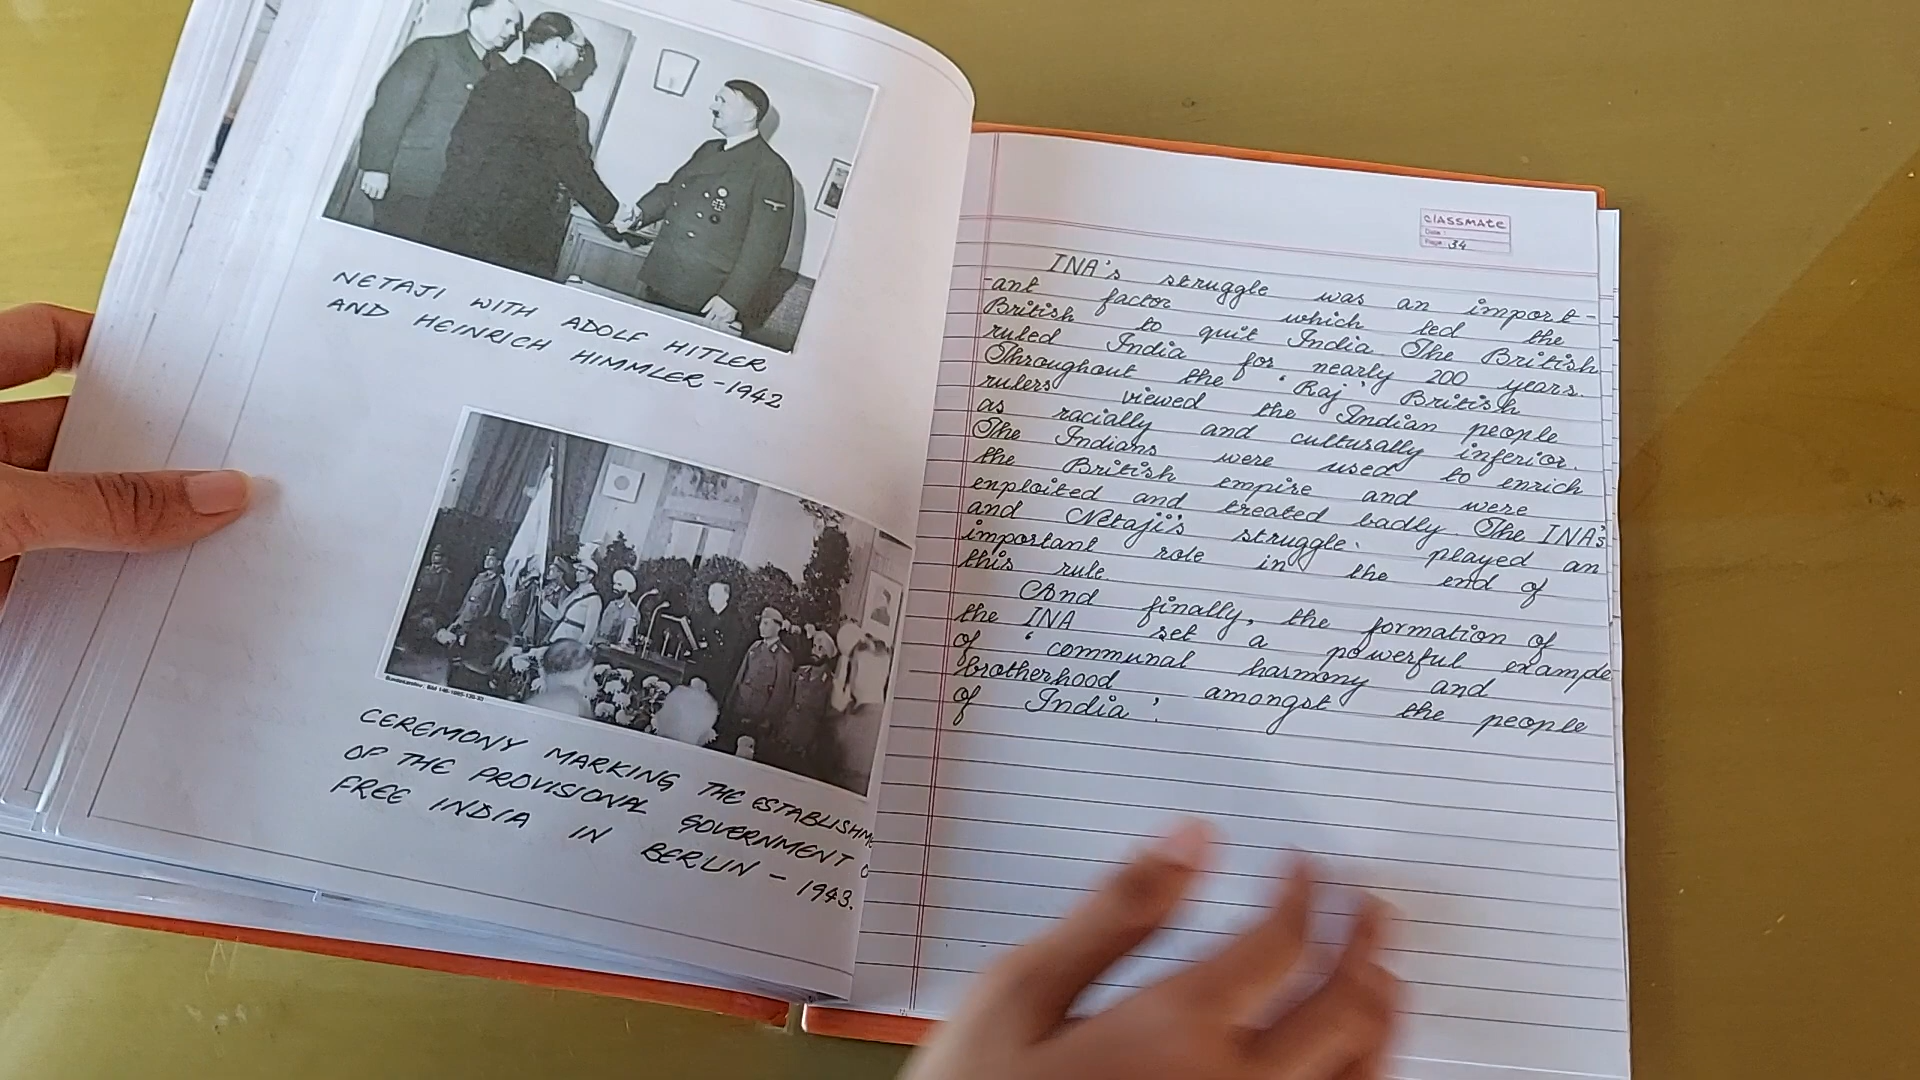 NETAJI WITH ADOLF HITLER
AND HEINRICH HIMMLER - 1942
CEREMONY MARKING THE ESTABLISHM
OF THE PROVISIONAL GOVERNMENT O
FREE INDIA IN BERLIN - 1943.
classmate
Date :
Page : 34
INA's struggle was an import-
-ant factor which led the
British to quit India. The British
ruled India for nearly 200 years.
Throughout the 'Raj' British
rulers viewed the Indian people
as racially and culturally inferior.
The Indians were used to enrich
the British empire and were
exploited and treated badly. The INA's
and Netaji's struggle played an
important role in the end of
this rule.
And finally, the formation of
the INA set a powerful example
of 'communal harmony and
brotherhood amongst the people
of India'.